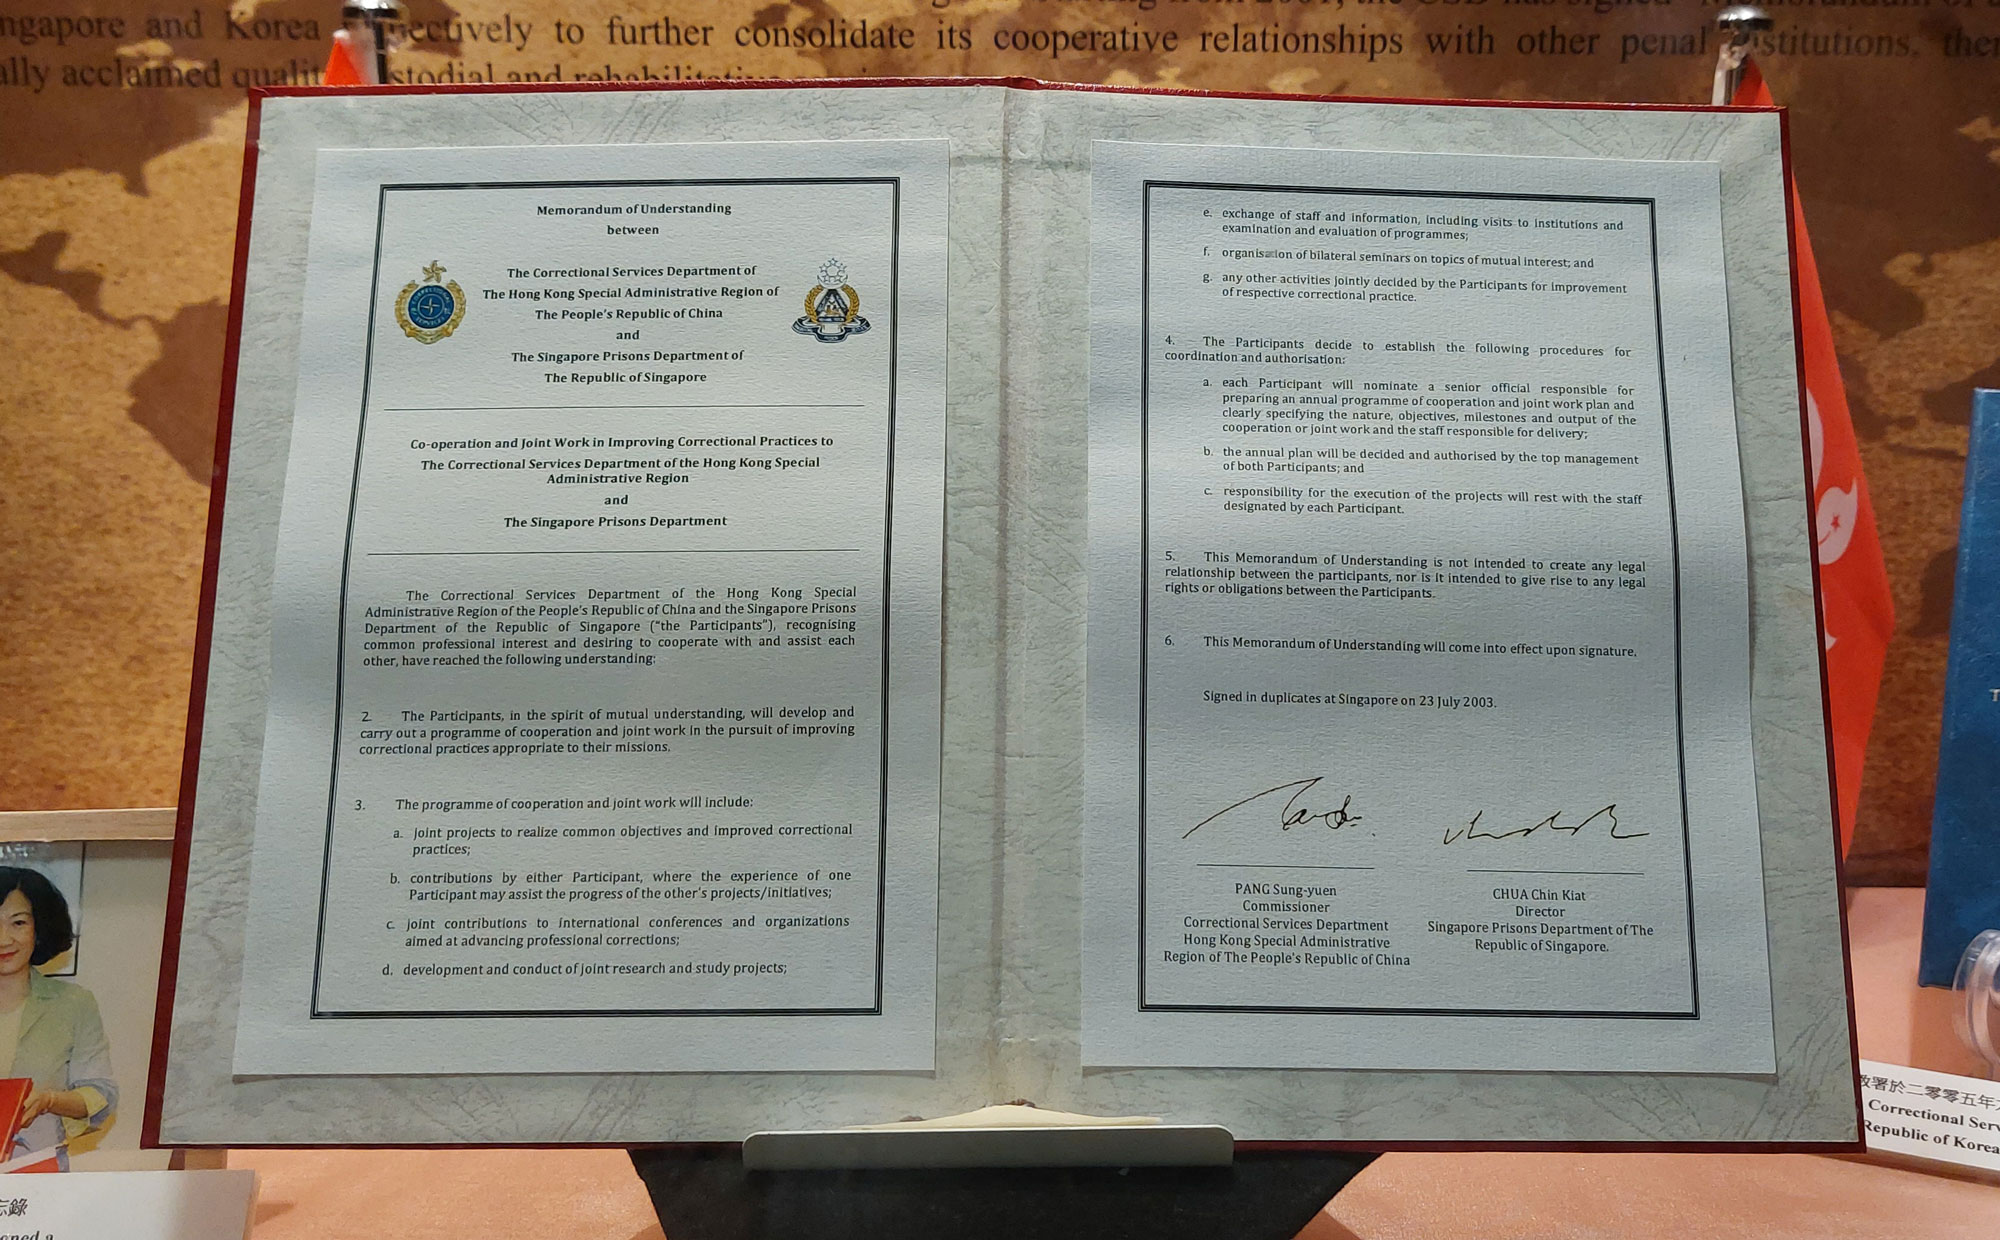 ngapore and Korea ectively to further consolidate its cooperative relationships with other penal stitutions, ther
ally acclaimed qualit stodial and rehabilitative
Memorandum of Understanding
between
The Correctional Services Department of
The Hong Kong Special Administrative Region of
The People's Republic of China
and
The Singapore Prisons Department of
The Republic of Singapore
Co-operation and Joint Work in Improving Correctional Practices to
The Correctional Services Department of the Hong Kong Special
Administrative Region
and
The Singapore Prisons Department
The Correctional Services Department of the Hong Kong Special
Administrative Region of the People's Republic of China and the Singapore Prisons
Department of the Republic of Singapore ("the Participants"), recognising
common professional interest and desiring to cooperate with and assist each
other, have reached the following understanding:
2. The Participants, in the spirit of mutual understanding, will develop and
carry out a programme of cooperation and joint work in the pursuit of improving
correctional practices appropriate to their missions.
3. The programme of cooperation and joint work will include:
a. joint projects to realize common objectives and improved correctional
practices;
b. contributions by either Participant, where the experience of one
Participant may assist the progress of the other's projects/initiatives;
c. joint contributions to international conferences and organizations
aimed at advancing professional corrections;
d. development and conduct of joint research and study projects;
e. exchange of staff and information, including visits to institutions and
examination and evaluation of programmes;
f. organisation of bilateral seminars on topics of mutual interest; and
g. any other activities jointly decided by the Participants for improvement
of respective correctional practice.
4. The Participants decide to establish the following procedures for
coordination and authorisation:
a. each Participant will nominate a senior official responsible for
preparing an annual programme of cooperation and joint work plan and
clearly specifying the nature, objectives, milestones and output of the
cooperation or joint work and the staff responsible for delivery;
b. the annual plan will be decided and authorised by the top management
of both Participants; and
c. responsibility for the execution of the projects will rest with the staff
designated by each Participant.
5. This Memorandum of Understanding is not intended to create any legal
relationship between the participants, nor is it intended to give rise to any legal
rights or obligations between the Participants.
6. This Memorandum of Understanding will come into effect upon signature.
Signed in duplicates at Singapore on 23 July 2003.
PANG Sung-yuen
Commissioner
Correctional Services Department
Hong Kong Special Administrative
Region of The People's Republic of China
CHUA Chin Kiat
Director
Singapore Prisons Department of The
Republic of Singapore.
忘錄
gned a
教署於二零零五年
Correctional Serv
Republic of Korea